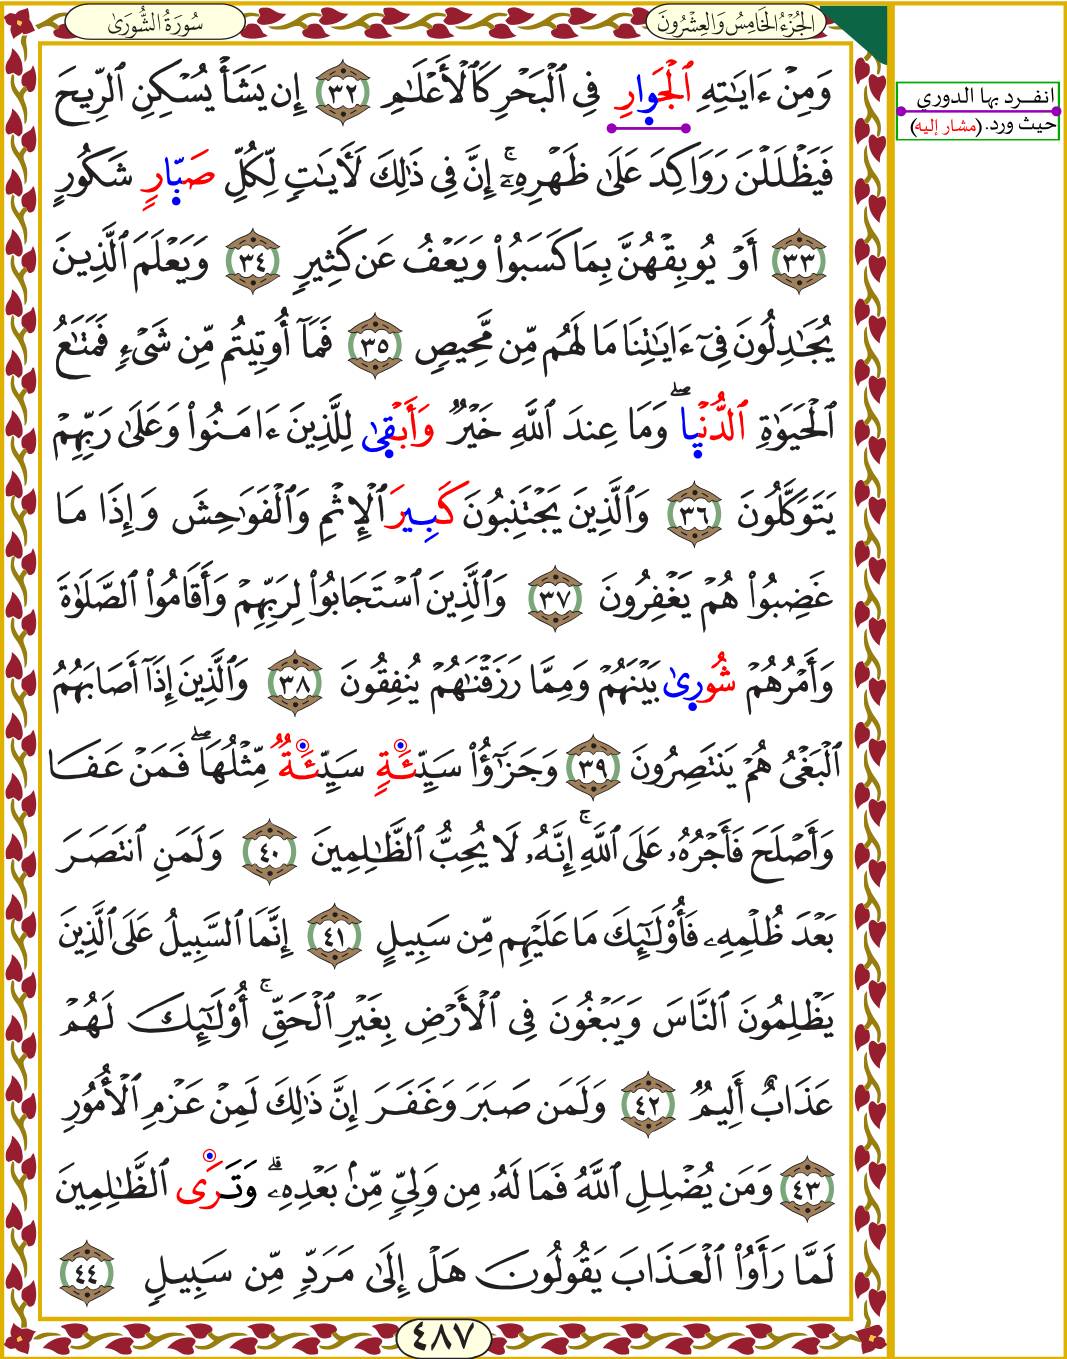 سُورَةُ الشُّورَىٰ
الجُزْءُ الخَامِسُ وَالعِشْرُونَ
وَمِنْ ءَايَٰتِهِ ٱلْجَوَارِ فِى ٱلْبَحْرِ كَٱلْأَعْلَٰمِ ٣٢ إِن يَشَأْ يُسْكِنِ ٱلرِّيحَ
فَيَظْلَلْنَ رَوَاكِدَ عَلَىٰ ظَهْرِهِۦٓ ۚ إِنَّ فِى ذَٰلِكَ لَأٓيَٰتٍ لِّكُلِّ صَبَّارٍ شَكُورٍ
٣٣ أَوْ يُوبِقْهُنَّ بِمَا كَسَبُوا۟ وَيَعْفُ عَن كَثِيرٍ ٣٤ وَيَعْلَمَ ٱلَّذِينَ
يُجَٰدِلُونَ فِىٓ ءَايَٰتِنَا مَا لَهُم مِّن مَّحِيصٍ ٣٥ فَمَآ أُوتِيتُم مِّن شَىْءٍ فَمَتَٰعُ
ٱلْحَيَوٰةِ ٱلدُّنْيَا ۖ وَمَا عِندَ ٱللَّهِ خَيْرٌ وَأَبْقَىٰ لِلَّذِينَ ءَامَنُوا۟ وَعَلَىٰ رَبِّهِمْ
يَتَوَكَّلُونَ ٣٦ وَٱلَّذِينَ يَجْتَنِبُونَ كَبِيرَ ٱلْإِثْمِ وَٱلْفَوَٰحِشَ وَإِذَا مَا
غَضِبُوا۟ هُمْ يَغْفِرُونَ ٣٧ وَٱلَّذِينَ ٱسْتَجَابُوا۟ لِرَبِّهِمْ وَأَقَامُوا۟ ٱلصَّلَوٰةَ
وَأَمْرُهُمْ شُورَىٰ بَيْنَهُمْ وَمِمَّا رَزَقْنَٰهُمْ يُنفِقُونَ ٣٨ وَٱلَّذِينَ إِذَآ أَصَابَهُمُ
ٱلْبَغْىُ هُمْ يَنتَصِرُونَ ٣٩ وَجَزَٰٓؤُا۟ سَيِّئَةٍ سَيِّئَةٌ مِّثْلُهَا ۖ فَمَنْ عَفَا
وَأَصْلَحَ فَأَجْرُهُۥ عَلَى ٱللَّهِ ۚ إِنَّهُۥ لَا يُحِبُّ ٱلظَّٰلِمِينَ ٤٠ وَلَمَنِ ٱنتَصَرَ
بَعْدَ ظُلْمِهِۦ فَأُو۟لَٰٓئِكَ مَا عَلَيْهِم مِّن سَبِيلٍ ٤١ إِنَّمَا ٱلسَّبِيلُ عَلَى ٱلَّذِينَ
يَظْلِمُونَ ٱلنَّاسَ وَيَبْغُونَ فِى ٱلْأَرْضِ بِغَيْرِ ٱلْحَقِّ ۚ أُو۟لَٰٓئِكَ لَهُمْ
عَذَابٌ أَلِيمٌ ٤٢ وَلَمَن صَبَرَ وَغَفَرَ إِنَّ ذَٰلِكَ لَمِنْ عَزْمِ ٱلْأُمُورِ
٤٣ وَمَن يُضْلِلِ ٱللَّهُ فَمَا لَهُۥ مِن وَلِىٍّ مِّنۢ بَعْدِهِۦ ۗ وَتَرَى ٱلظَّٰلِمِينَ
لَمَّا رَأَوُا۟ ٱلْعَذَابَ يَقُولُونَ هَلْ إِلَىٰ مَرَدٍّ مِّن سَبِيلٍ ٤٤
٤٨٧
انفرد بها الدوري
حيث ورد. (مشار إليه)